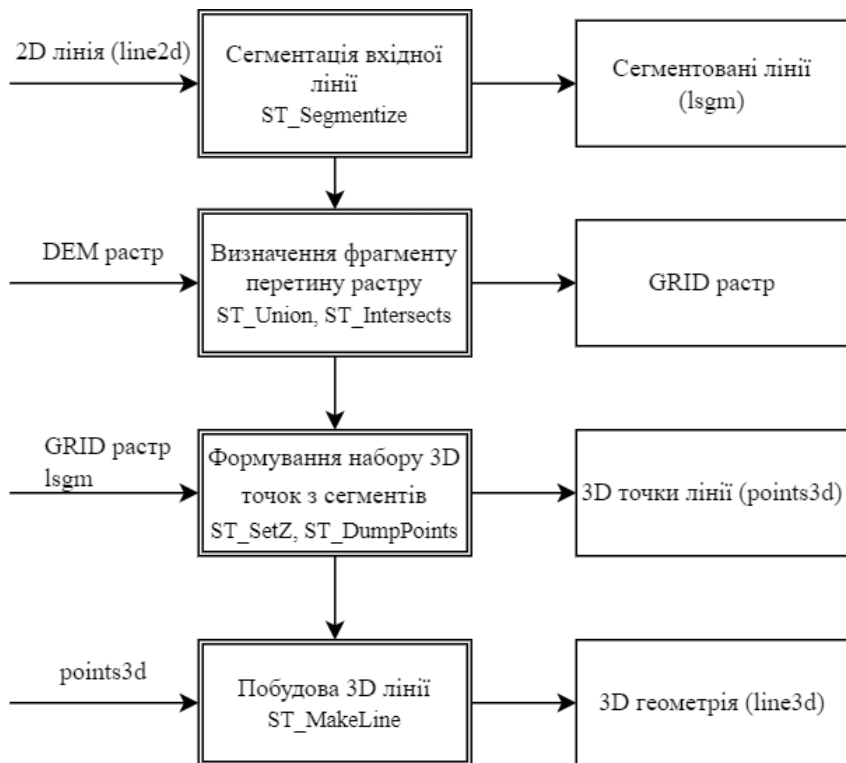 2D лінія (line2d)
Сегментація вхідної
лінії
ST_Segmentize
Сегментовані лінії
(lsgm)
DEM растр
Визначення фрагменту
перетину растру
ST_Union, ST_Intersects
GRID растр
GRID растр
lsgm
Формування набору 3D
точок з сегментів
ST_SetZ, ST_DumpPoints
3D точки лінії (points3d)
points3d
Побудова 3D лінії
ST_MakeLine
3D геометрія (line3d)